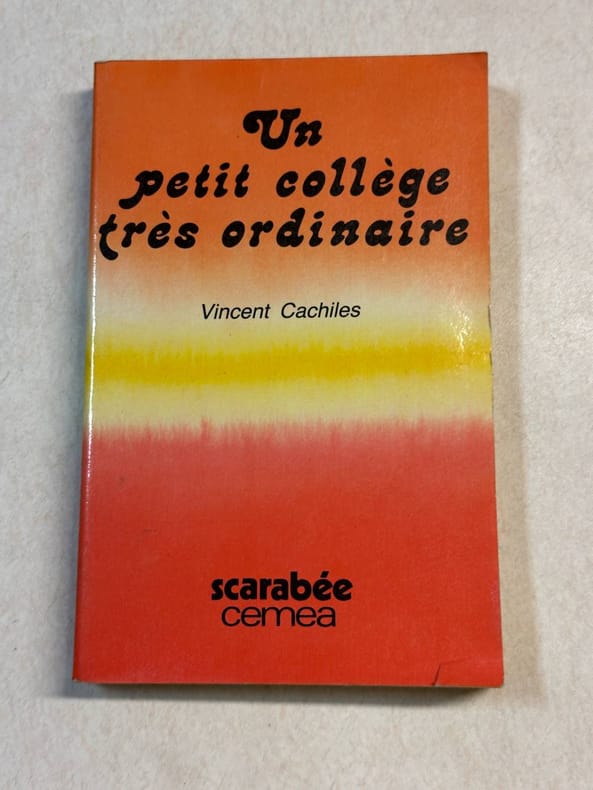 Un
petit collège
très ordinaire
Vincent Cachiles
scarabée
cemea